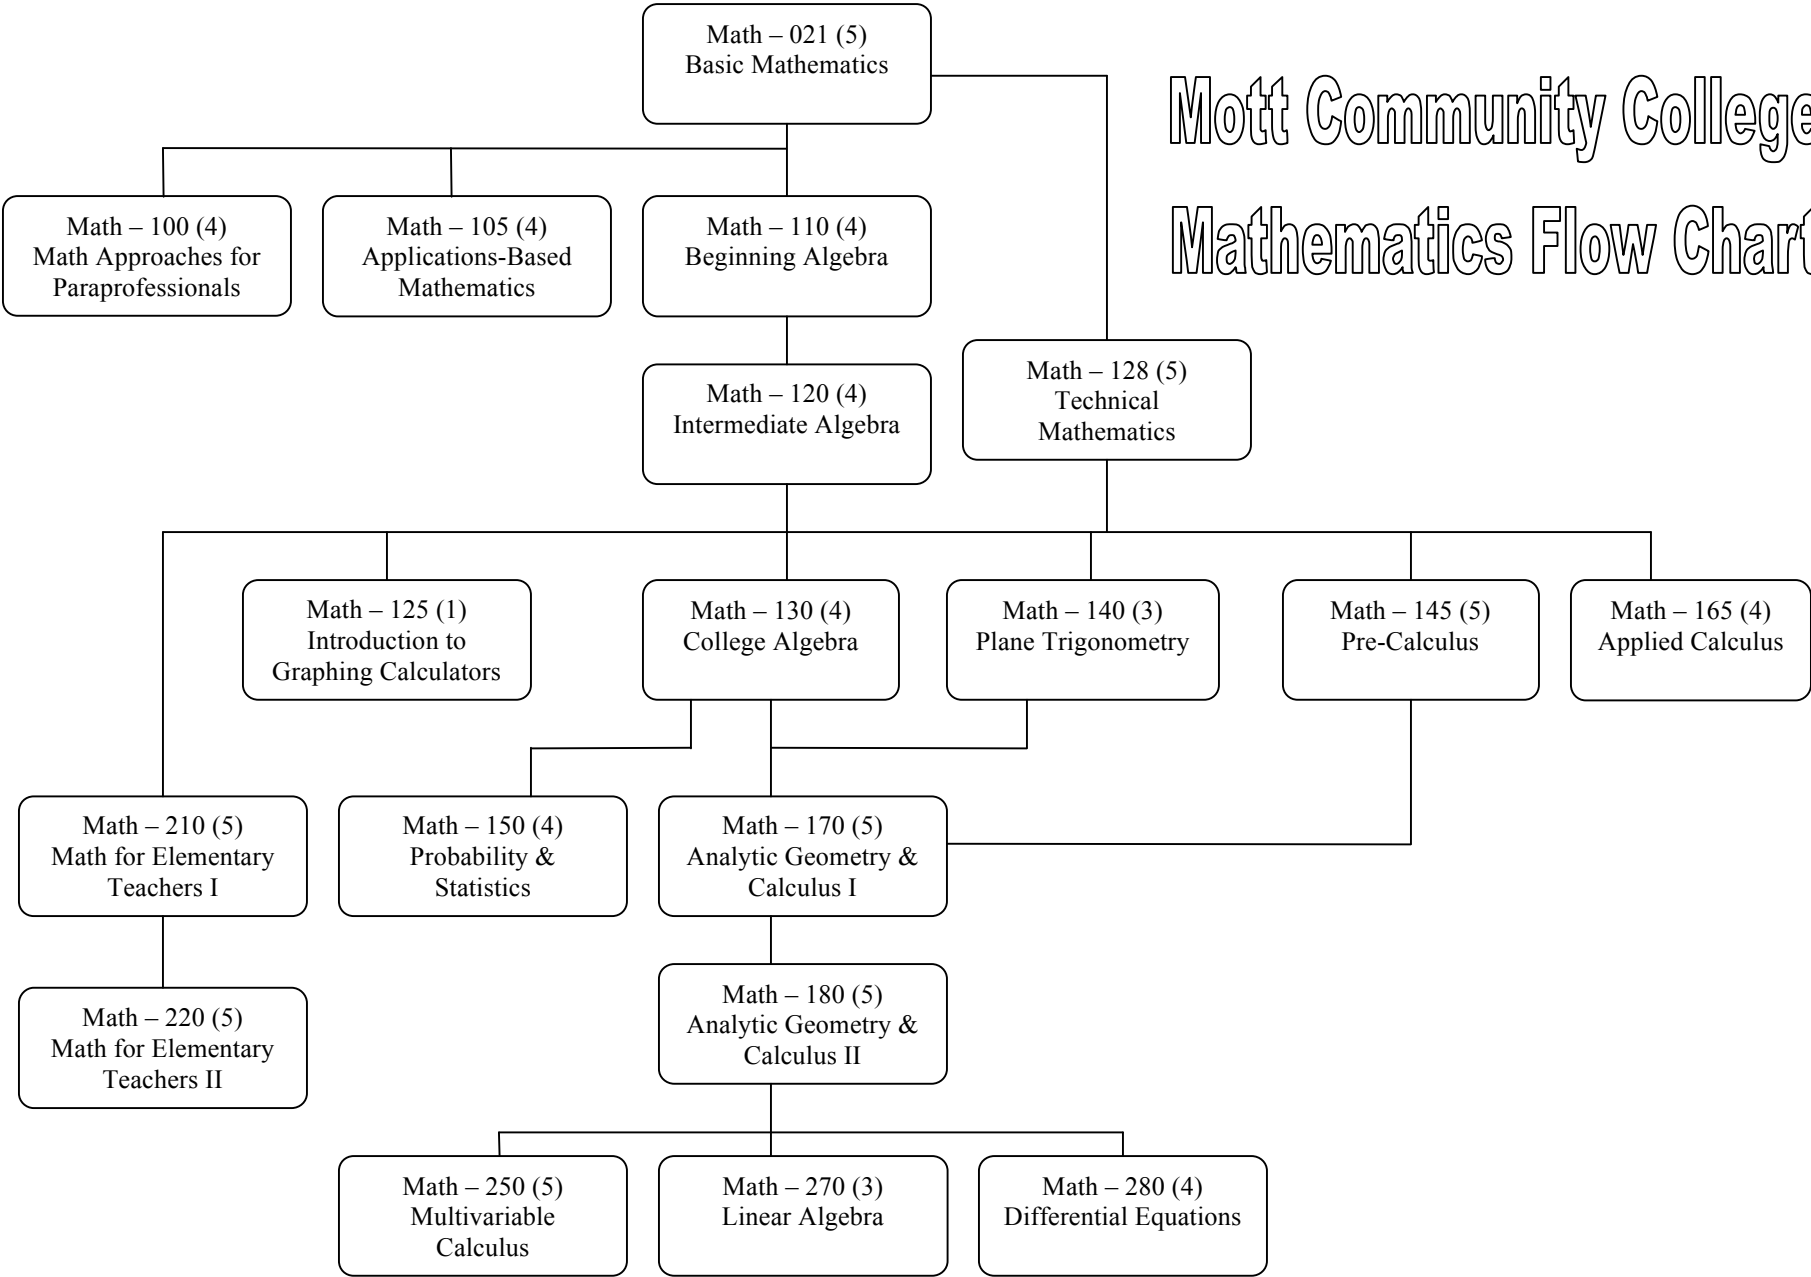 Mott Community College
Mathematics Flow Chart
Math – 021 (5)
Basic Mathematics
Math – 100 (4)
Math Approaches for
Paraprofessionals
Math – 105 (4)
Applications-Based
Mathematics
Math – 110 (4)
Beginning Algebra
Math – 120 (4)
Intermediate Algebra
Math – 128 (5)
Technical
Mathematics
Math – 125 (1)
Introduction to
Graphing Calculators
Math – 130 (4)
College Algebra
Math – 140 (3)
Plane Trigonometry
Math – 145 (5)
Pre-Calculus
Math – 165 (4)
Applied Calculus
Math – 210 (5)
Math for Elementary
Teachers I
Math – 150 (4)
Probability &
Statistics
Math – 170 (5)
Analytic Geometry &
Calculus I
Math – 220 (5)
Math for Elementary
Teachers II
Math – 180 (5)
Analytic Geometry &
Calculus II
Math – 250 (5)
Multivariable
Calculus
Math – 270 (3)
Linear Algebra
Math – 280 (4)
Differential Equations